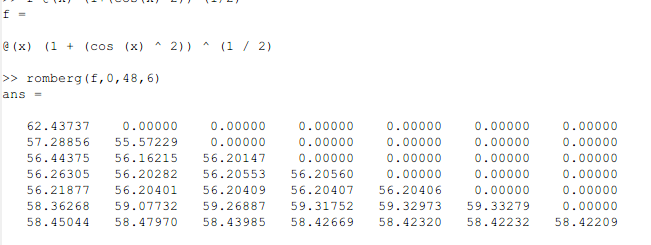 f =
@(x) (1 + (cos (x) ^ 2)) ^ (1 / 2)
>> romberg(f,0,48,6)
ans =
62.43737 0.00000 0.00000 0.00000 0.00000 0.00000 0.00000
57.28856 55.57229 0.00000 0.00000 0.00000 0.00000 0.00000
56.44375 56.16215 56.20147 0.00000 0.00000 0.00000 0.00000
56.26305 56.20282 56.20553 56.20560 0.00000 0.00000 0.00000
56.21877 56.20401 56.20409 56.20407 56.20406 0.00000 0.00000
58.36268 59.07732 59.26887 59.31752 59.32973 59.33279 0.00000
58.45044 58.47970 58.43985 58.42669 58.42320 58.42232 58.42209